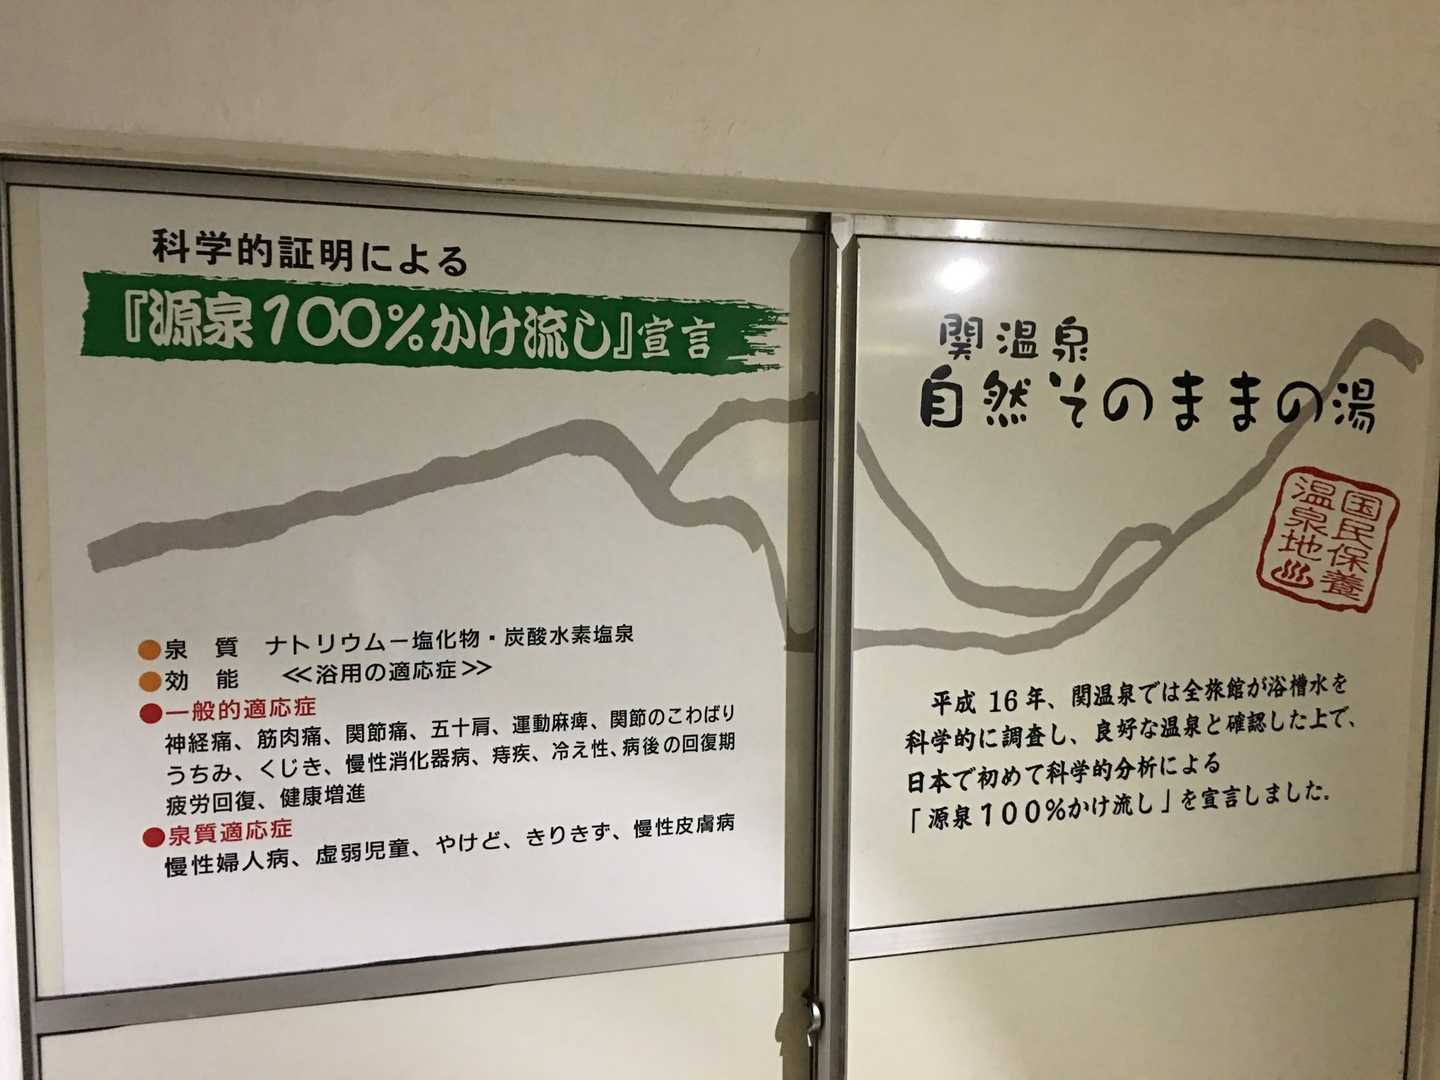 科学的証明による
『源泉100%かけ流し』宣言
●泉　質　ナトリウムー塩化物・炭酸水素塩泉
●効　能　≪浴用の適応症≫
●一般的適応症
神経痛、筋肉痛、関節痛、五十肩、運動麻痺、関節のこわばり
うちみ、くじき、慢性消化器病、痔疾、冷え性、病後の回復期
疲労回復、健康増進
●泉質適応症
慢性婦人病、虚弱児童、やけど、きりきず、慢性皮膚病
関温泉
自然そのままの湯
国民保養
温泉地♨
平成 16 年、関温泉では全旅館が浴槽水を
科学的に調査し、良好な温泉と確認した上で、
日本で初めて科学的分析による
「源泉100%かけ流し」を宣言しました.